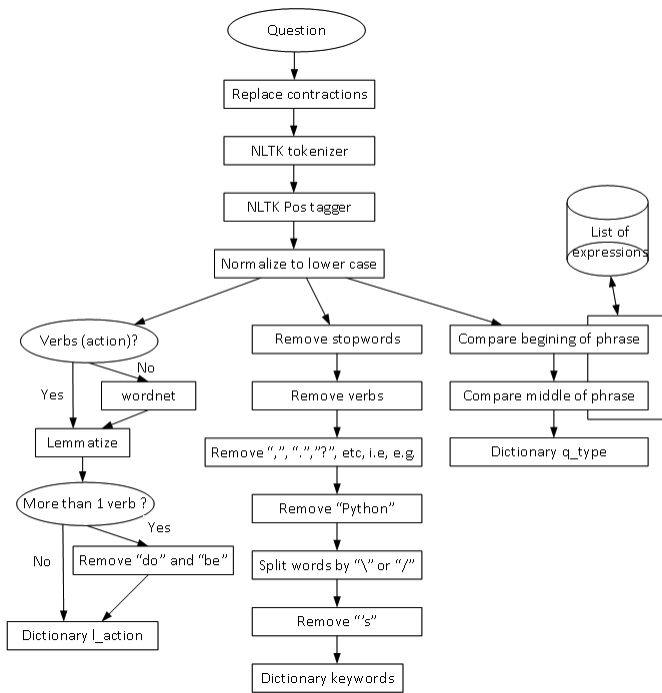 Question
Replace contractions
NLTK tokenizer
NLTK Pos tagger
Normalize to lower case
List of
expressions
Verbs (action)?
No
Yes
wordnet
Lemmatize
More than 1 verb ?
Yes
No
Remove “do” and “be”
Dictionary l_action
Remove stopwords
Remove verbs
Remove “,”, “.”,”?”, etc, i.e, e.g.
Remove “Python”
Split words by “\” or “/”
Remove “’s”
Dictionary keywords
Compare begining of phrase
Compare middle of phrase
Dictionary q_type